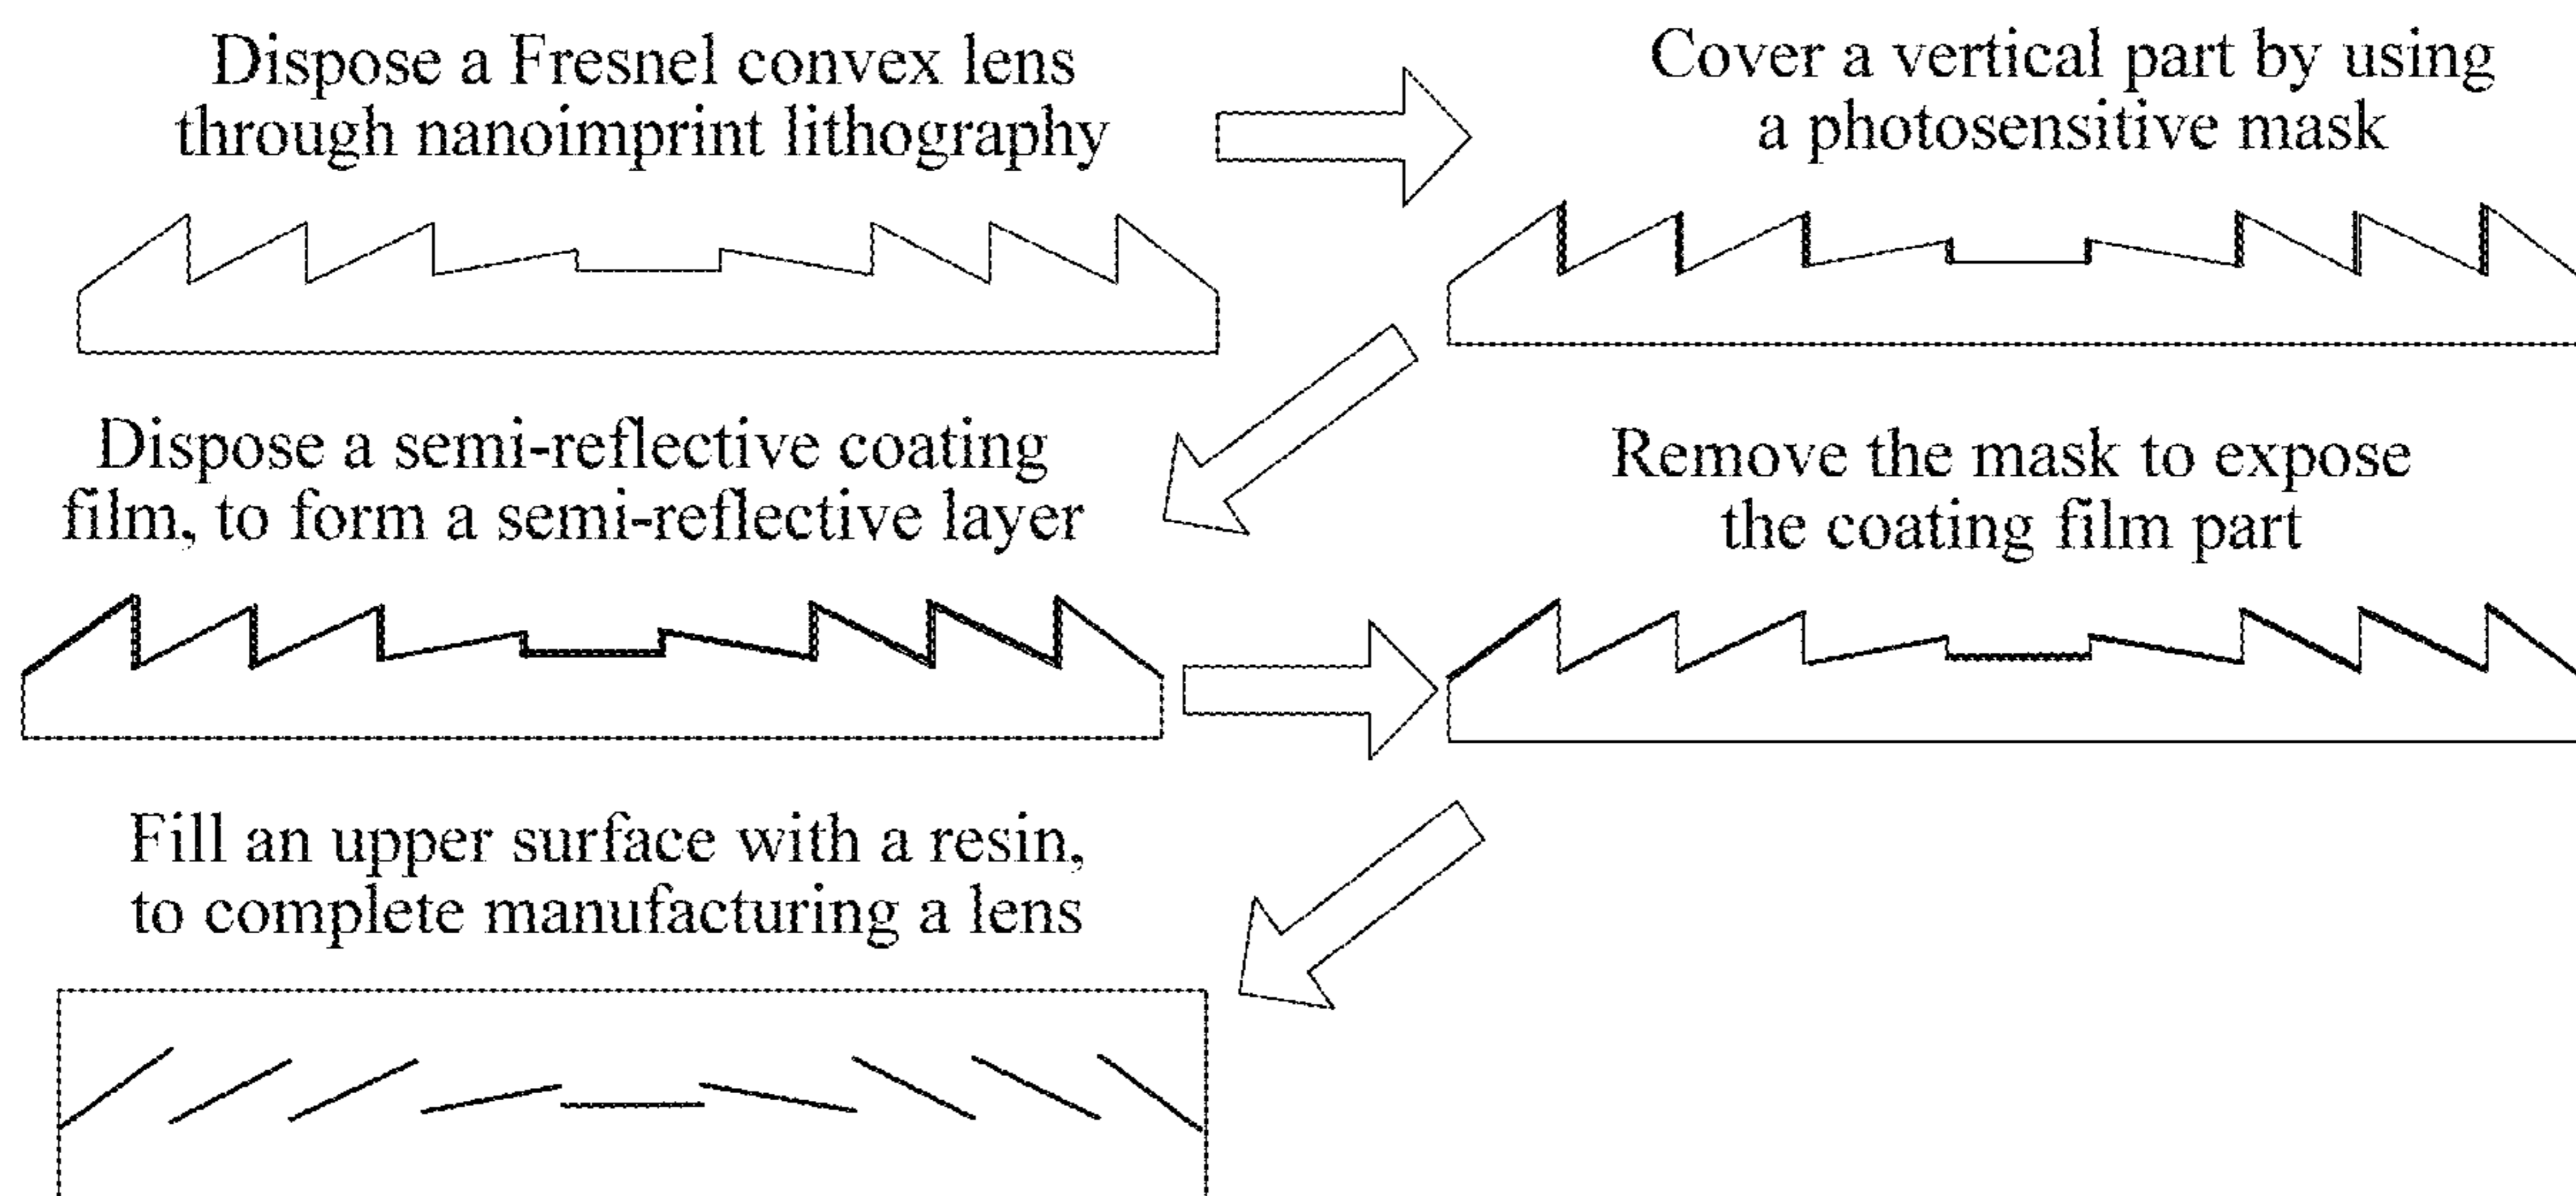 Dispose a Fresnel convex lens
through nanoimprint lithography
Cover a vertical part by using
a photosensitive mask
Dispose a semi-reflective coating
film, to form a semi-reflective layer
Remove the mask to expose
the coating film part
Fill an upper surface with a resin,
to complete manufacturing a lens